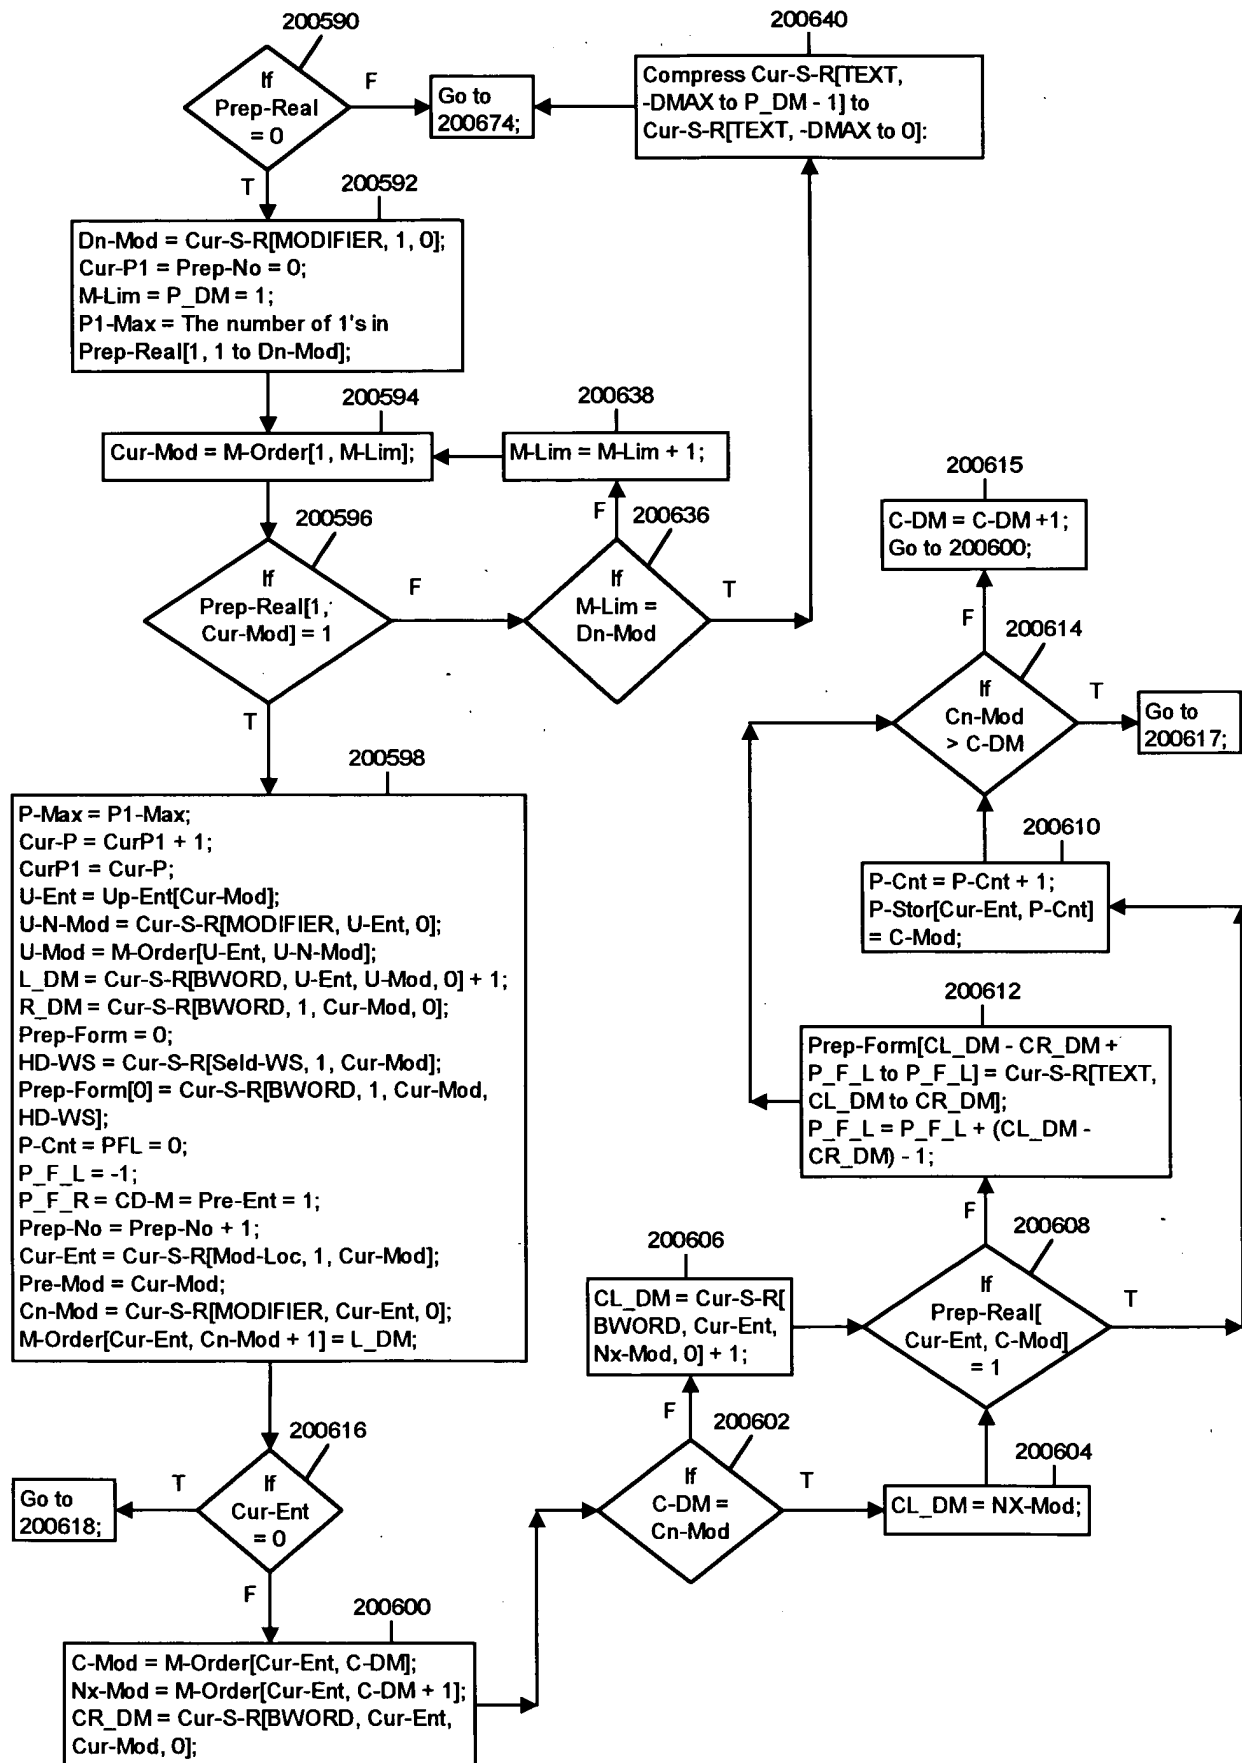 200590
If
Prep-Real
= 0
F
T
Go to
200674;
200640
Compress Cur-S-R[TEXT,
-DMAX to P_DM - 1] to
Cur-S-R[TEXT, -DMAX to 0]:
200592
Dn-Mod = Cur-S-R[MODIFIER, 1, 0];
Cur-P1 = Prep-No = 0;
M-Lim = P_DM = 1;
P1-Max = The number of 1's in
Prep-Real[1, 1 to Dn-Mod];
200594
Cur-Mod = M-Order[1, M-Lim];
200638
M-Lim = M-Lim + 1;
200596
If
Prep-Real[1,
Cur-Mod] = 1
F
T
F
200636
If
M-Lim =
Dn-Mod
T
200615
C-DM = C-DM +1;
Go to 200600;
F
200614
If
Cn-Mod
> C-DM
T
Go to
200617;
200598
P-Max = P1-Max;
Cur-P = CurP1 + 1;
CurP1 = Cur-P;
U-Ent = Up-Ent[Cur-Mod];
U-N-Mod = Cur-S-R[MODIFIER, U-Ent, 0];
U-Mod = M-Order[U-Ent, U-N-Mod];
L_DM = Cur-S-R[BWORD, U-Ent, U-Mod, 0] + 1;
R_DM = Cur-S-R[BWORD, 1, Cur-Mod, 0];
Prep-Form = 0;
HD-WS = Cur-S-R[Seld-WS, 1, Cur-Mod];
Prep-Form[0] = Cur-S-R[BWORD, 1, Cur-Mod,
HD-WS];
P-Cnt = PFL = 0;
P_F_L = -1;
P_F_R = CD-M = Pre-Ent = 1;
Prep-No = Prep-No + 1;
Cur-Ent = Cur-S-R[Mod-Loc, 1, Cur-Mod];
Pre-Mod = Cur-Mod;
Cn-Mod = Cur-S-R[MODIFIER, Cur-Ent, 0];
M-Order[Cur-Ent, Cn-Mod + 1] = L_DM;
200610
P-Cnt = P-Cnt + 1;
P-Stor[Cur-Ent, P-Cnt]
= C-Mod;
200612
Prep-Form[CL_DM - CR_DM +
P_F_L to P_F_L] = Cur-S-R[TEXT,
CL_DM to CR_DM];
P_F_L = P_F_L + (CL_DM -
CR_DM) - 1;
F
200608
If
Prep-Real[
Cur-Ent, C-Mod]
= 1
T
200606
CL_DM = Cur-S-R[
BWORD, Cur-Ent,
Nx-Mod, 0] + 1;
F
200602
If
C-DM =
Cn-Mod
T
200604
CL_DM = NX-Mod;
200616
If
Cur-Ent
= 0
T
Go to
200618;
F
200600
C-Mod = M-Order[Cur-Ent, C-DM];
Nx-Mod = M-Order[Cur-Ent, C-DM + 1];
CR_DM = Cur-S-R[BWORD, Cur-Ent,
Cur-Mod, 0];